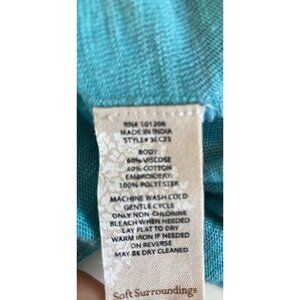 RN# 101206
MADE IN INDIA
STYLE# 3LC23
BODY
60% VISCOSE
40% COTTON
EMBROIDERY:
100% POLYESTER
MACHINE WASH COLD
GENTLE CYCLE
ONLY NON-CHLORINE
BLEACH WHEN NEEDED
LAY FLAT TO DRY
WARM IRON IF NEEDED
ON REVERSE
MAY BE DRY CLEANED
Soft Surroundings